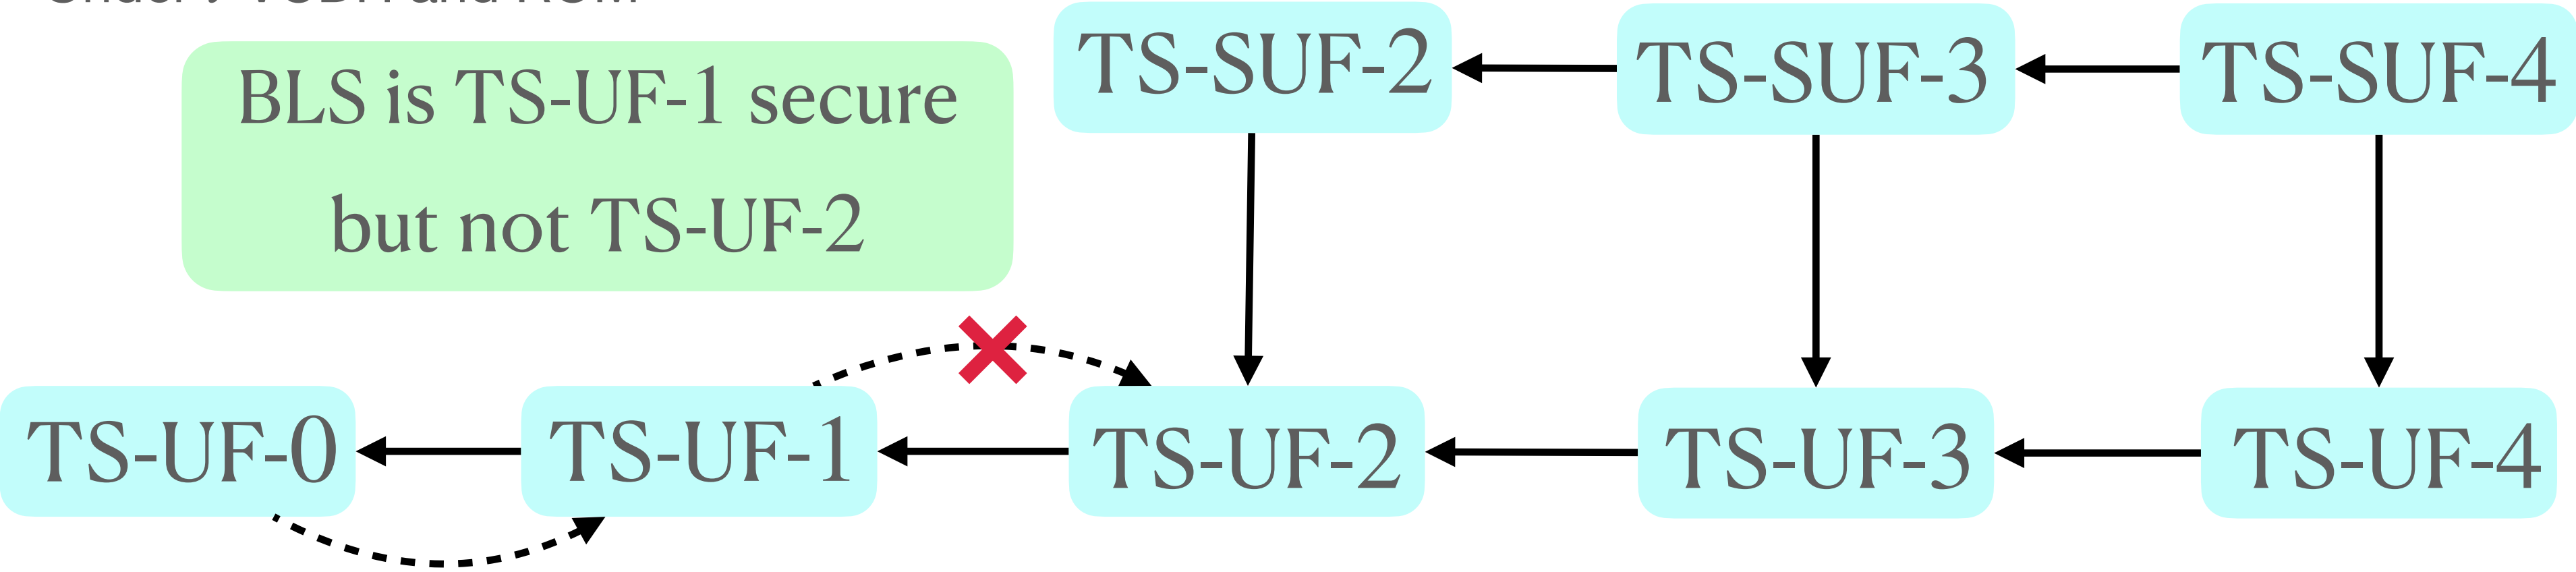 BLS is TS-UF-1 secure
but not TS-UF-2
TS-SUF-2
TS-SUF-3
TS-SUF-4
TS-UF-0
TS-UF-1
TS-UF-2
TS-UF-3
TS-UF-4